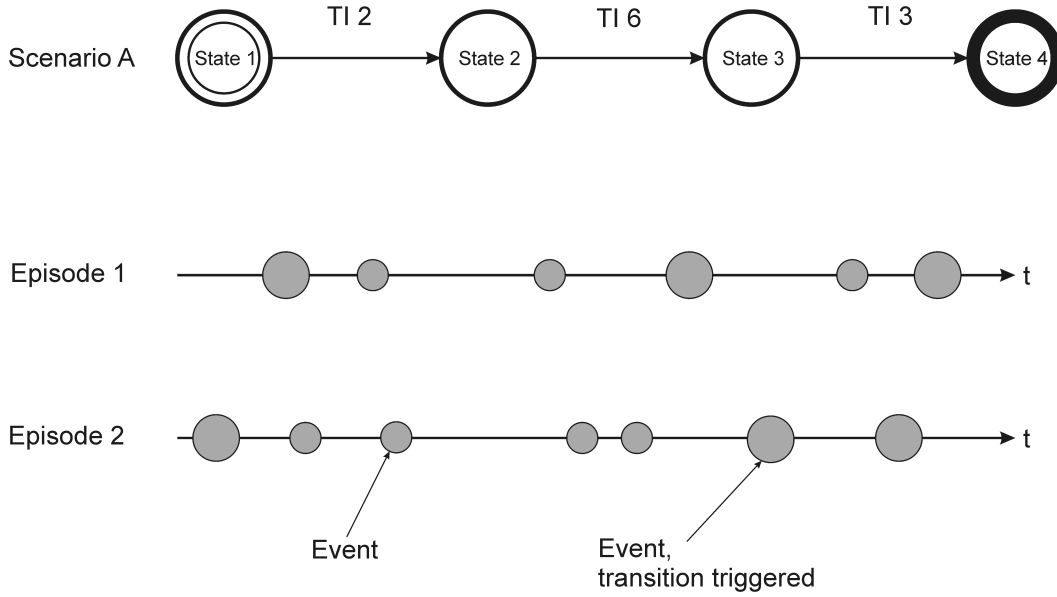 TI 2
TI 6
TI 3
Scenario A
State 1
State 2
State 3
State 4
Episode 1
t
Episode 2
t
Event
Event,
transition triggered